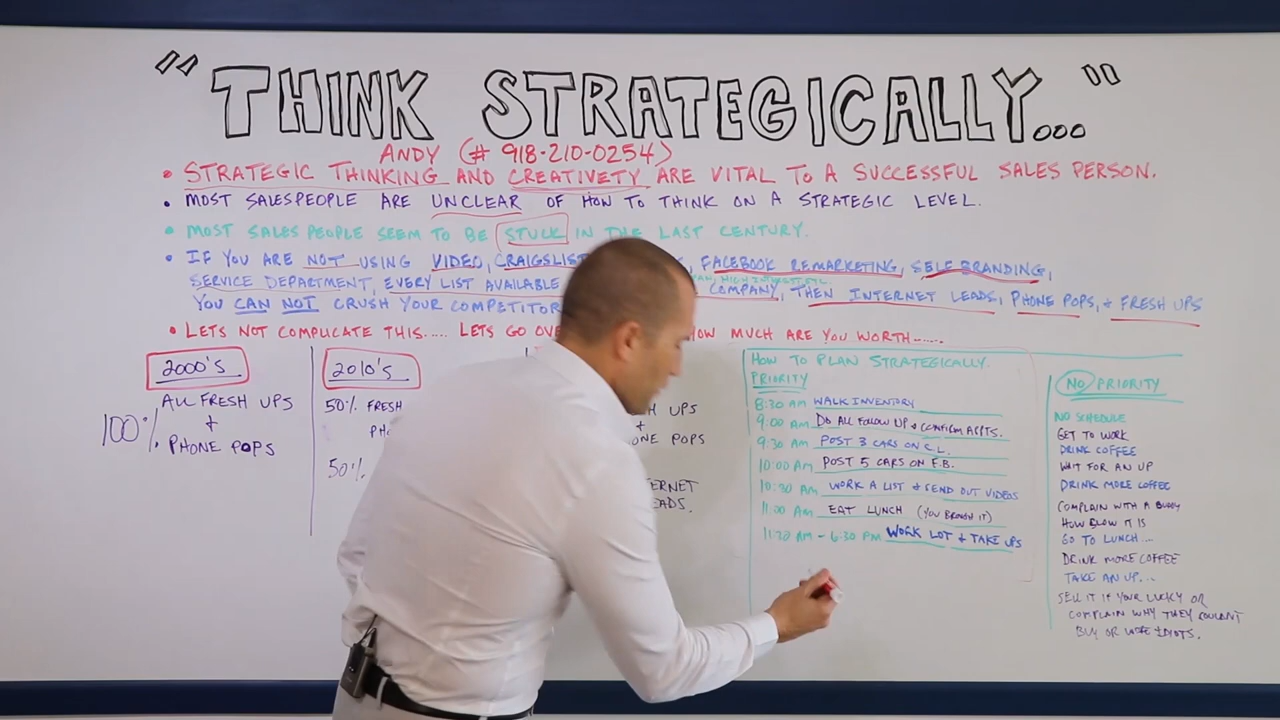 "THINK STRATEGICALLY..."
ANDY (# 918-210-0254)
• STRATEGIC THINKING AND CREATIVETY ARE VITAL TO A SUCCESSFUL SALES PERSON.
• MOST SALESPEOPLE ARE UNCLEAR OF HOW TO THINK ON A STRATEGIC LEVEL.
• MOST SALES PEOPLE SEEM TO BE STUCK IN THE LAST CENTURY.
• IF YOU ARE NOT USING VIDEO, CRAIGSLIST FACEBOOK REMARKETING, SELF BRANDING,
SERVICE DEPARTMENT, EVERY LIST AVAILABLE COMPANY, THEN INTERNET LEADS, PHONE POPS, + FRESH UPS
YOU CAN NOT CRUSH YOUR COMPETITOR
• LETS NOT COMPLICATE THIS..... LETS GO OVE HOW MUCH ARE YOU WORTH......
2000'S
100% ALL FRESH UPS
+
PHONE POPS
2010'S
50% FRESH
PH
50%
H UPS
+
ONE POPS
ERNET
EADS.
HOW TO PLAN STRATEGICALLY.
PRIORITY
8:30 AM WALK INVENTORY
9:00 AM DO ALL FOLLOW UP & CONFIRM APPTS.
9:30 AM POST 3 CARS ON C.L.
10:00 AM POST 5 CARS ON F.B.
10:30 AM WORK A LIST & SEND OUT VIDEOS
11:00 AM EAT LUNCH (YOU BROUGH IT)
AM - 6:30 PM WORK LOT & TAKE UPS
NO PRIORITY
NO SCHEDULE
GET TO WORK
DRINK COFFEE
WAIT FOR AN UP
DRINK MORE COFFEE
COMPLAIN WITH A BUDDY
HOW SLOW IT IS
GO TO LUNCH....
DRINK MORE COFFEE
TAKE AN UP...
SELL IT IF YOUR LUCKY OR
COMPLAIN WHY THEY COULDNT
BUY OR WERE IDIOTS.